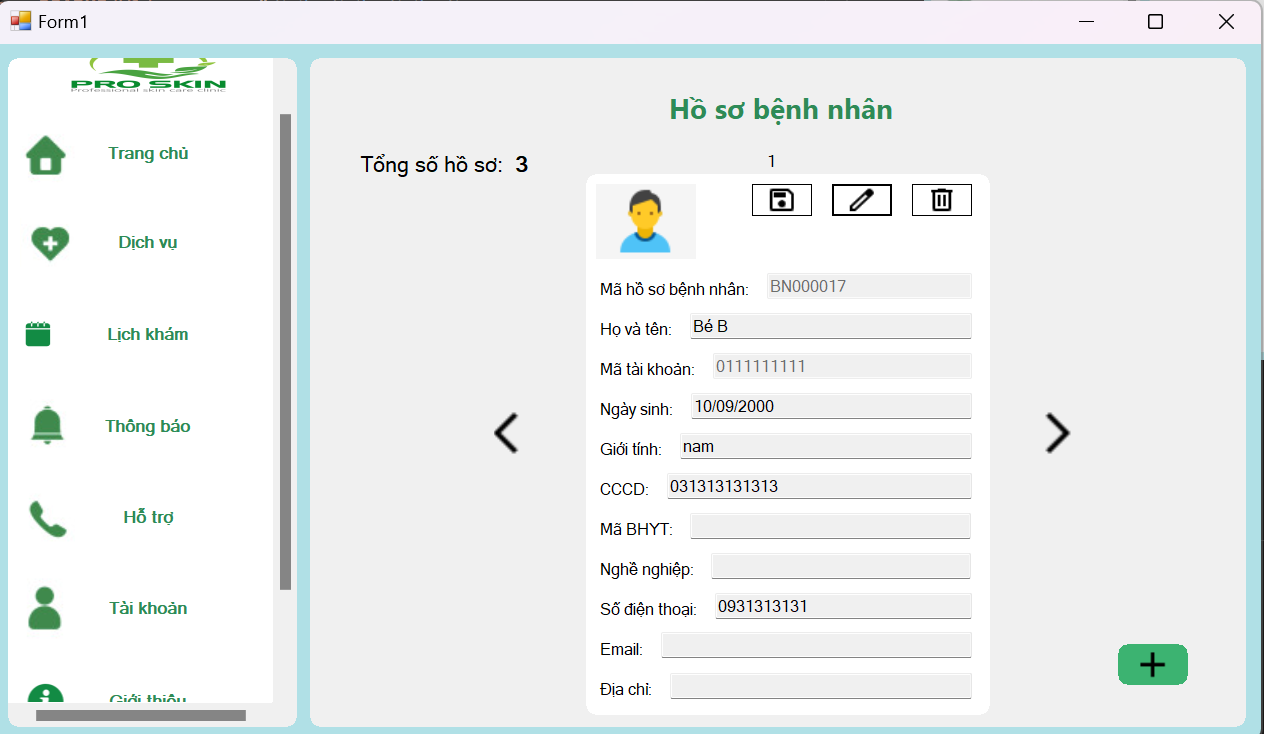 Form1
PRO SKIN
Professional skin care clinic
Trang chủ
Dịch vụ
Lịch khám
Thông báo
Hỗ trợ
Tài khoản
Giới thiệu
Hồ sơ bệnh nhân
Tổng số hồ sơ: 3
1
Mã hồ sơ bệnh nhân: BN000017
Họ và tên: Bé B
Mã tài khoản: 0111111111
Ngày sinh: 10/09/2000
Giới tính: nam
CCCD: 031313131313
Mã BHYT:
Nghề nghiệp:
Số điện thoại: 0931313131
Email:
Địa chỉ: